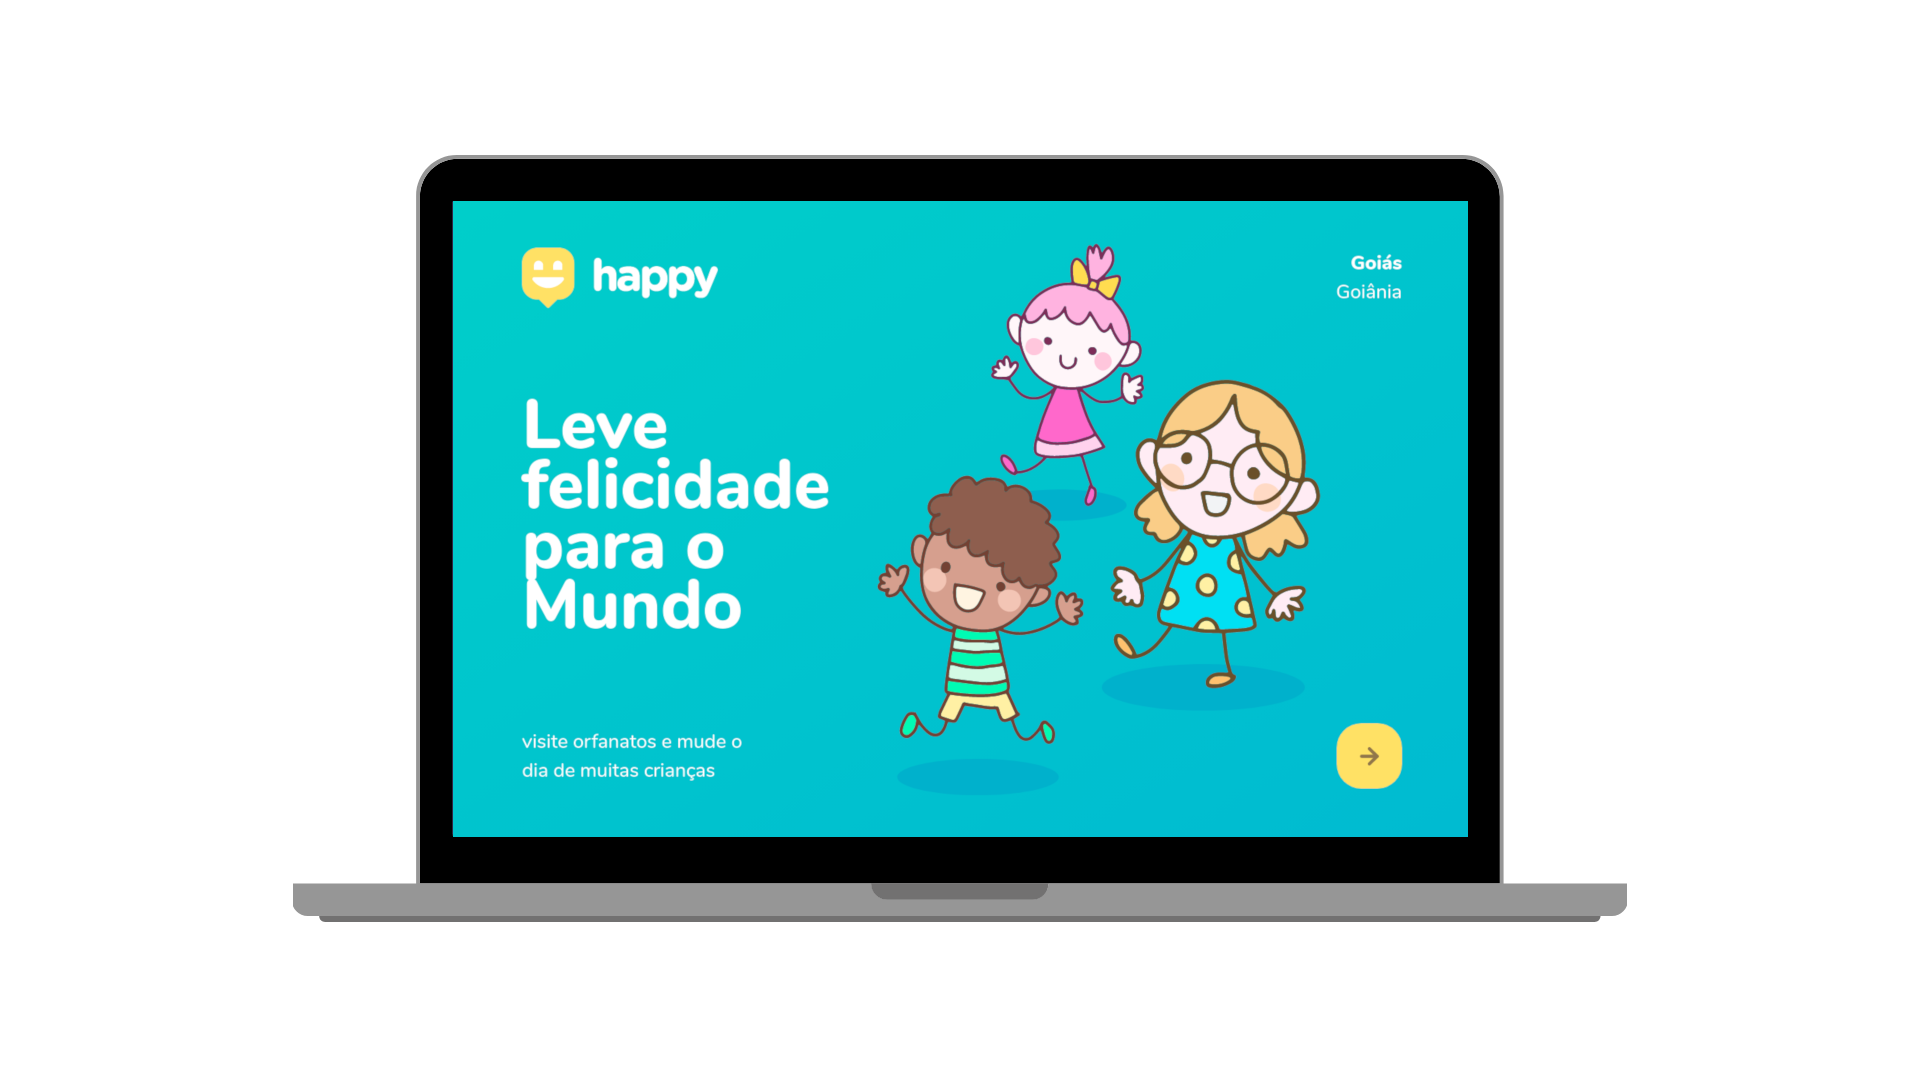 happy
Goiás
Goiânia
Leve
felicidade
para o
Mundo
visite orfanatos e mude o
dia de muitas crianças